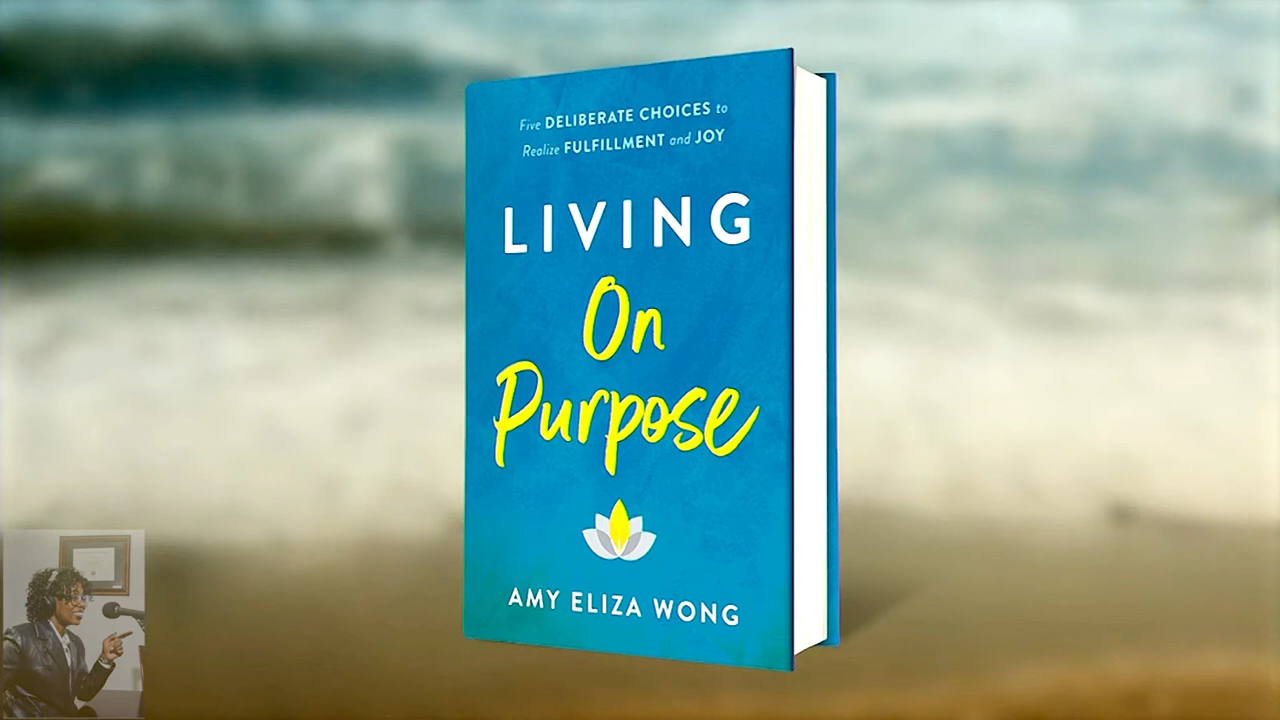 Five DELIBERATE CHOICES to
Realize FULFILLMENT and JOY
LIVING
On
Purpose
AMY ELIZA WONG